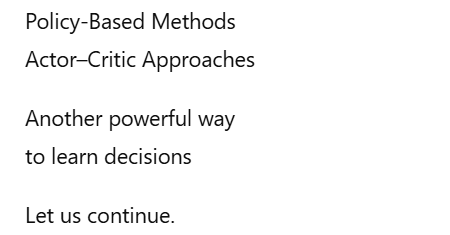 Policy-Based Methods
Actor–Critic Approaches
Another powerful way
to learn decisions
Let us continue.